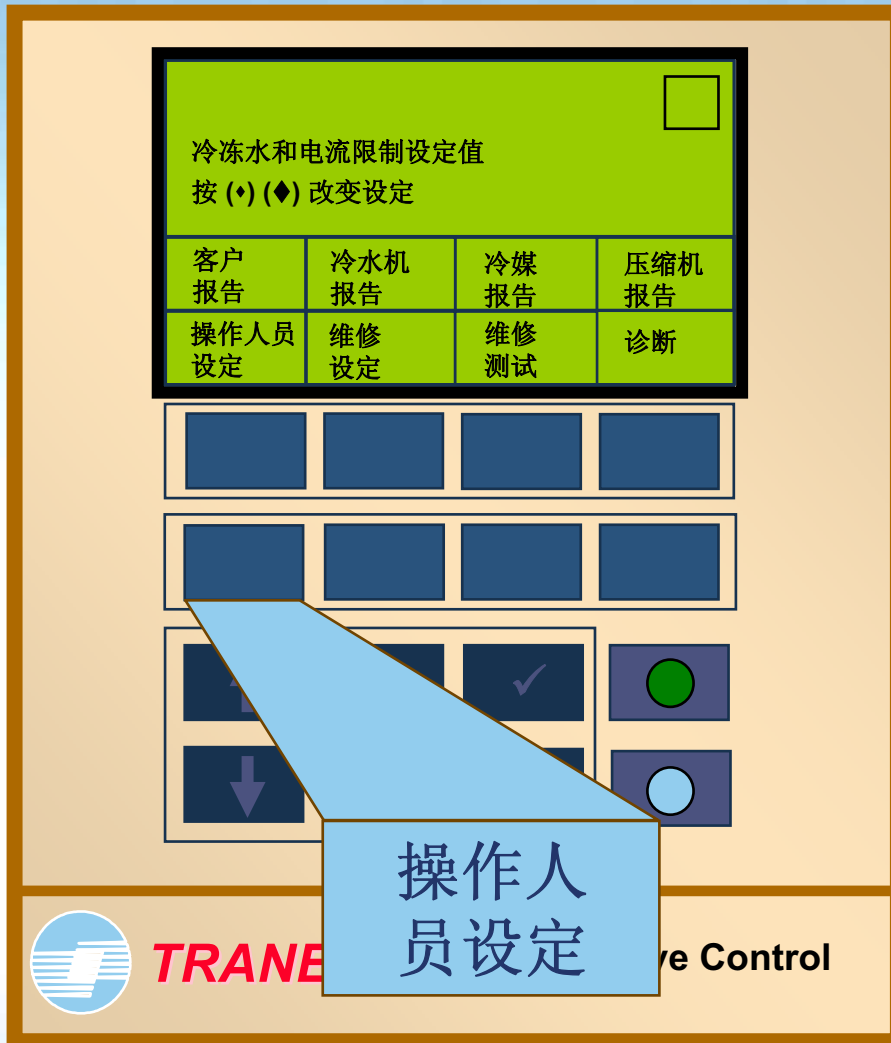 冷冻水和电流限制设定值
按 (♦) (♦) 改变设定
客户
报告
冷水机
报告
冷媒
报告
压缩机
报告
操作人员
设定
维修
设定
维修
测试
诊断
操作人
员设定
TRANE
Control